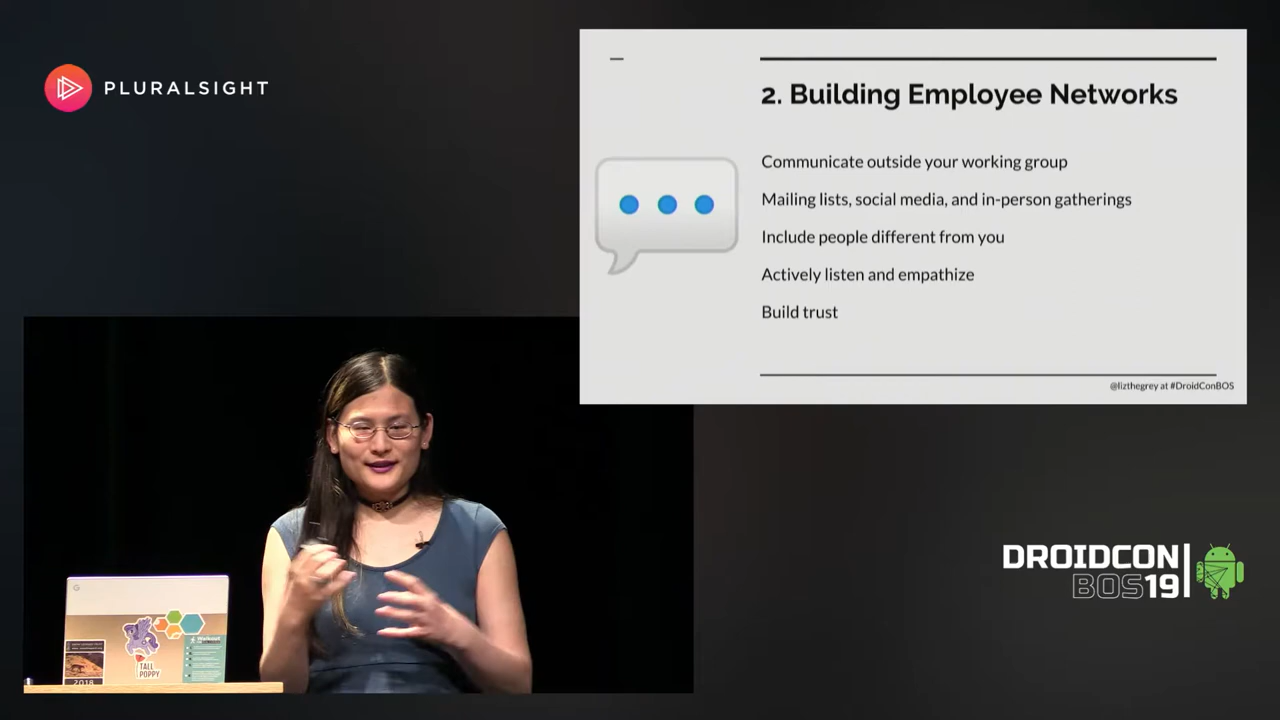 PLURALSIGHT
2. Building Employee Networks
Communicate outside your working group
Mailing lists, social media, and in-person gatherings
Include people different from you
Actively listen and empathize
Build trust
@lizthegrey at #DroidConBOS
DROIDCON
BOS19
G
Workout
TALL
POPPY
2018